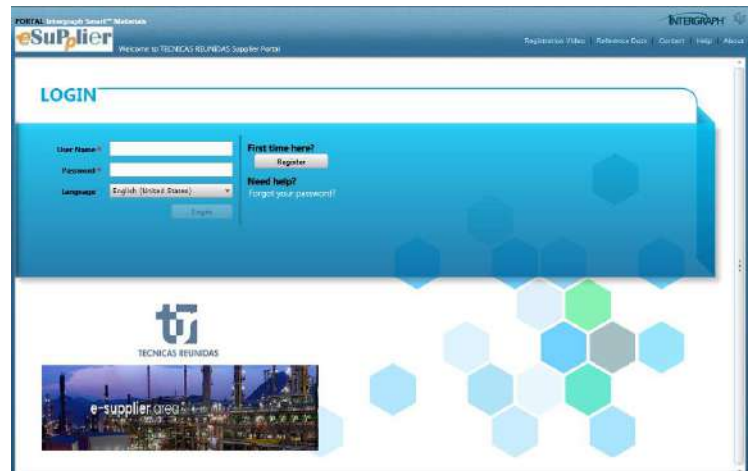 PORTAL Intergraph Smart™ Materials
INTERGRAPH
eSuPplier
Welcome to TECNICAS REUNIDAS Supplier Portal
Registration Video | Reference Docs | Contact | Help | About
LOGIN
User Name *
First time here?
Register
Password *
Need help?
Language English (United States)
Forgot your password?
Login
tr
TECNICAS REUNIDAS
e-supplier area